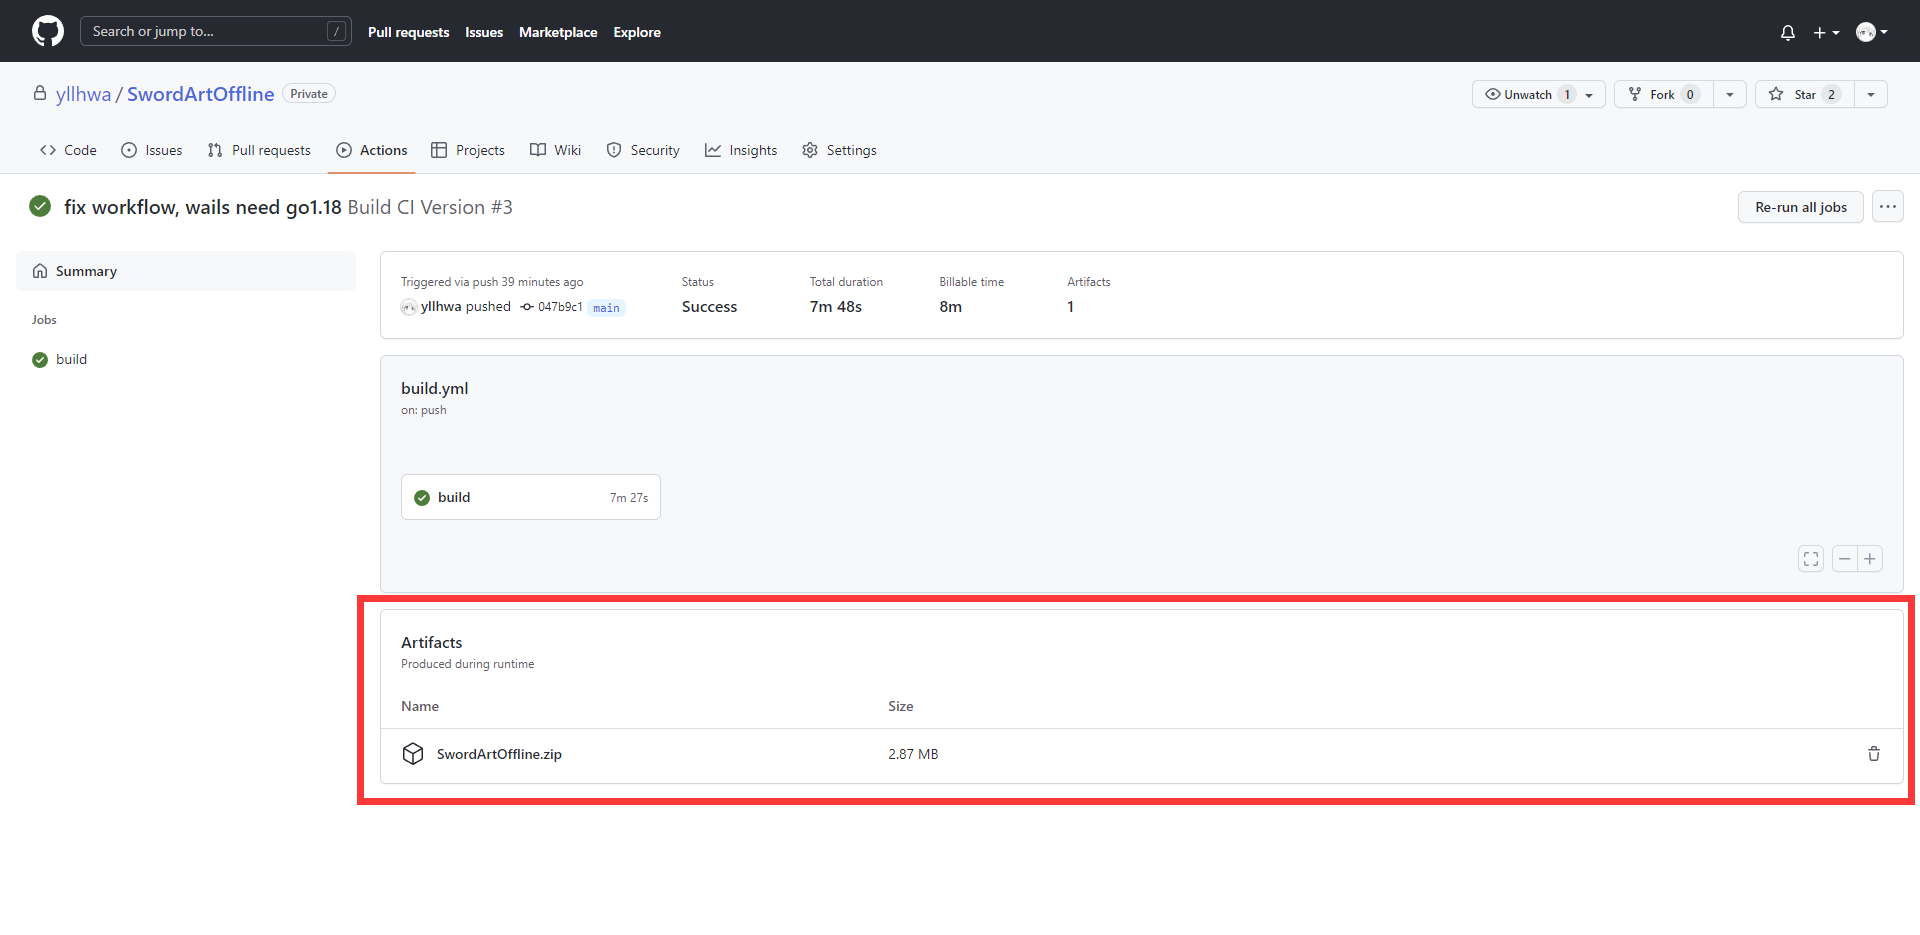 Search or jump to... /
Pull requests Issues Marketplace Explore
yllhwa / SwordArtOffline Private
Unwatch 1 Fork 0 Star 2
Code Issues Pull requests Actions Projects Wiki Security Insights Settings
fix workflow, wails need go1.18 Build CI Version #3
Re-run all jobs
Summary
Jobs
build
Triggered via push 39 minutes ago
yllhwa pushed 047b9c1 main
Status
Success
Total duration
7m 48s
Billable time
8m
Artifacts
1
build.yml
on: push
build 7m 27s
Artifacts
Produced during runtime
Name Size
SwordArtOffline.zip 2.87 MB